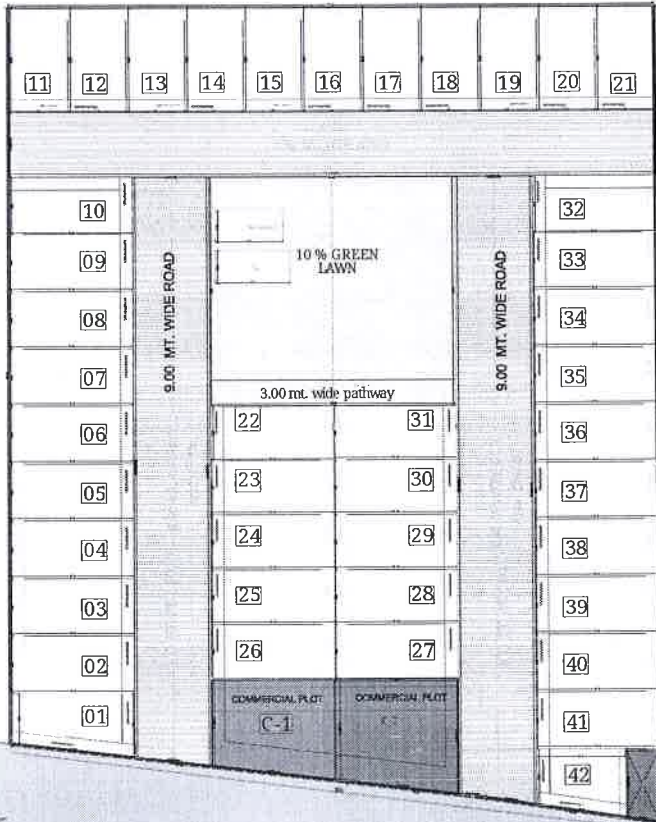 11 12 13 14 15 16 17 18 19 20 21
10
09
08
07
06
05
04
03
02
01
9.00 MT. WIDE ROAD
10 % GREEN
LAWN
3.00 mt. wide pathway
22 31
23 30
24 29
25 28
26 27
COMMERCIAL PLOT
C-1
COMMERCIAL PLOT
9.00 MT. WIDE ROAD
32
33
34
35
36
37
38
39
40
41
42